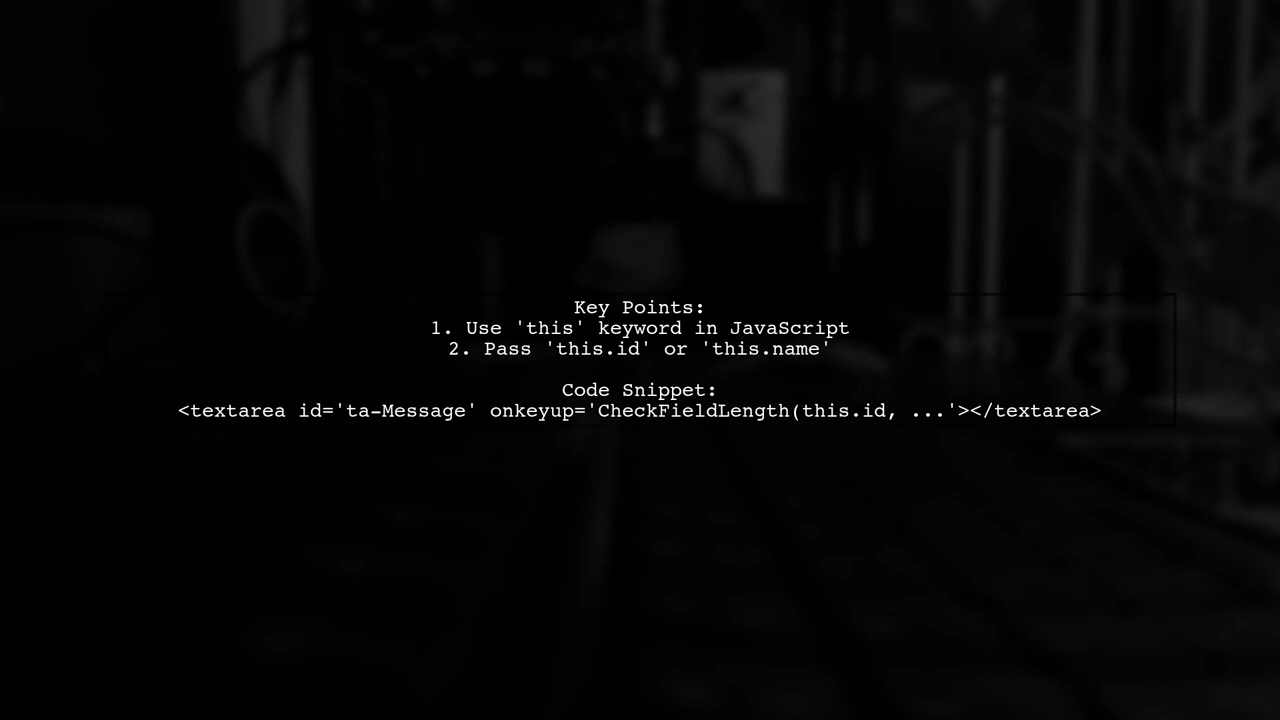 Key Points:
1. Use 'this' keyword in JavaScript
2. Pass 'this.id' or 'this.name'
Code Snippet:
<textarea id='ta-Message' onkeyup='CheckFieldLength(this.id, ...'></textarea>